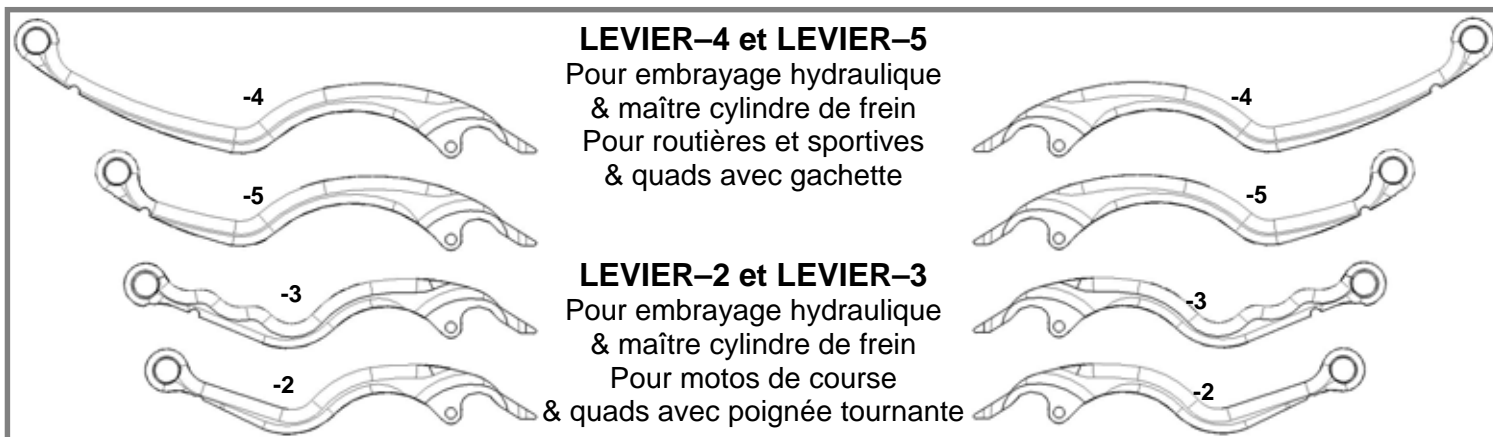 LEVIER–4 et LEVIER–5
Pour embrayage hydraulique
& maître cylindre de frein
Pour routières et sportives
& quads avec gachette
-4
-4
-5
-5
LEVIER–2 et LEVIER–3
Pour embrayage hydraulique
& maître cylindre de frein
Pour motos de course
& quads avec poignée tournante
-3
-3
-2
-2